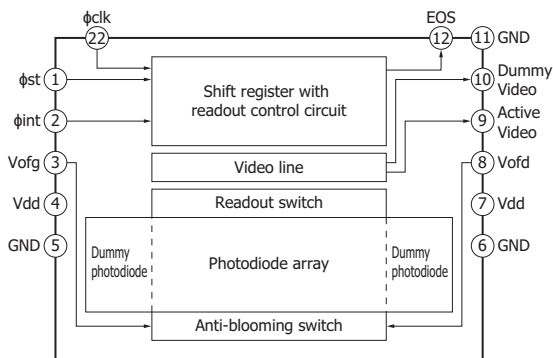 ϕclk
22
EOS
12
11 GND
ϕst 1
Shift register with
readout control circuit
10 Dummy
Video
ϕint 2
9 Active
Video
Vofg 3
Video line
8 Vofd
Vdd 4
Readout switch
7 Vdd
GND 5
Dummy
photodiode
Photodiode array
Dummy
photodiode
6 GND
Anti-blooming switch